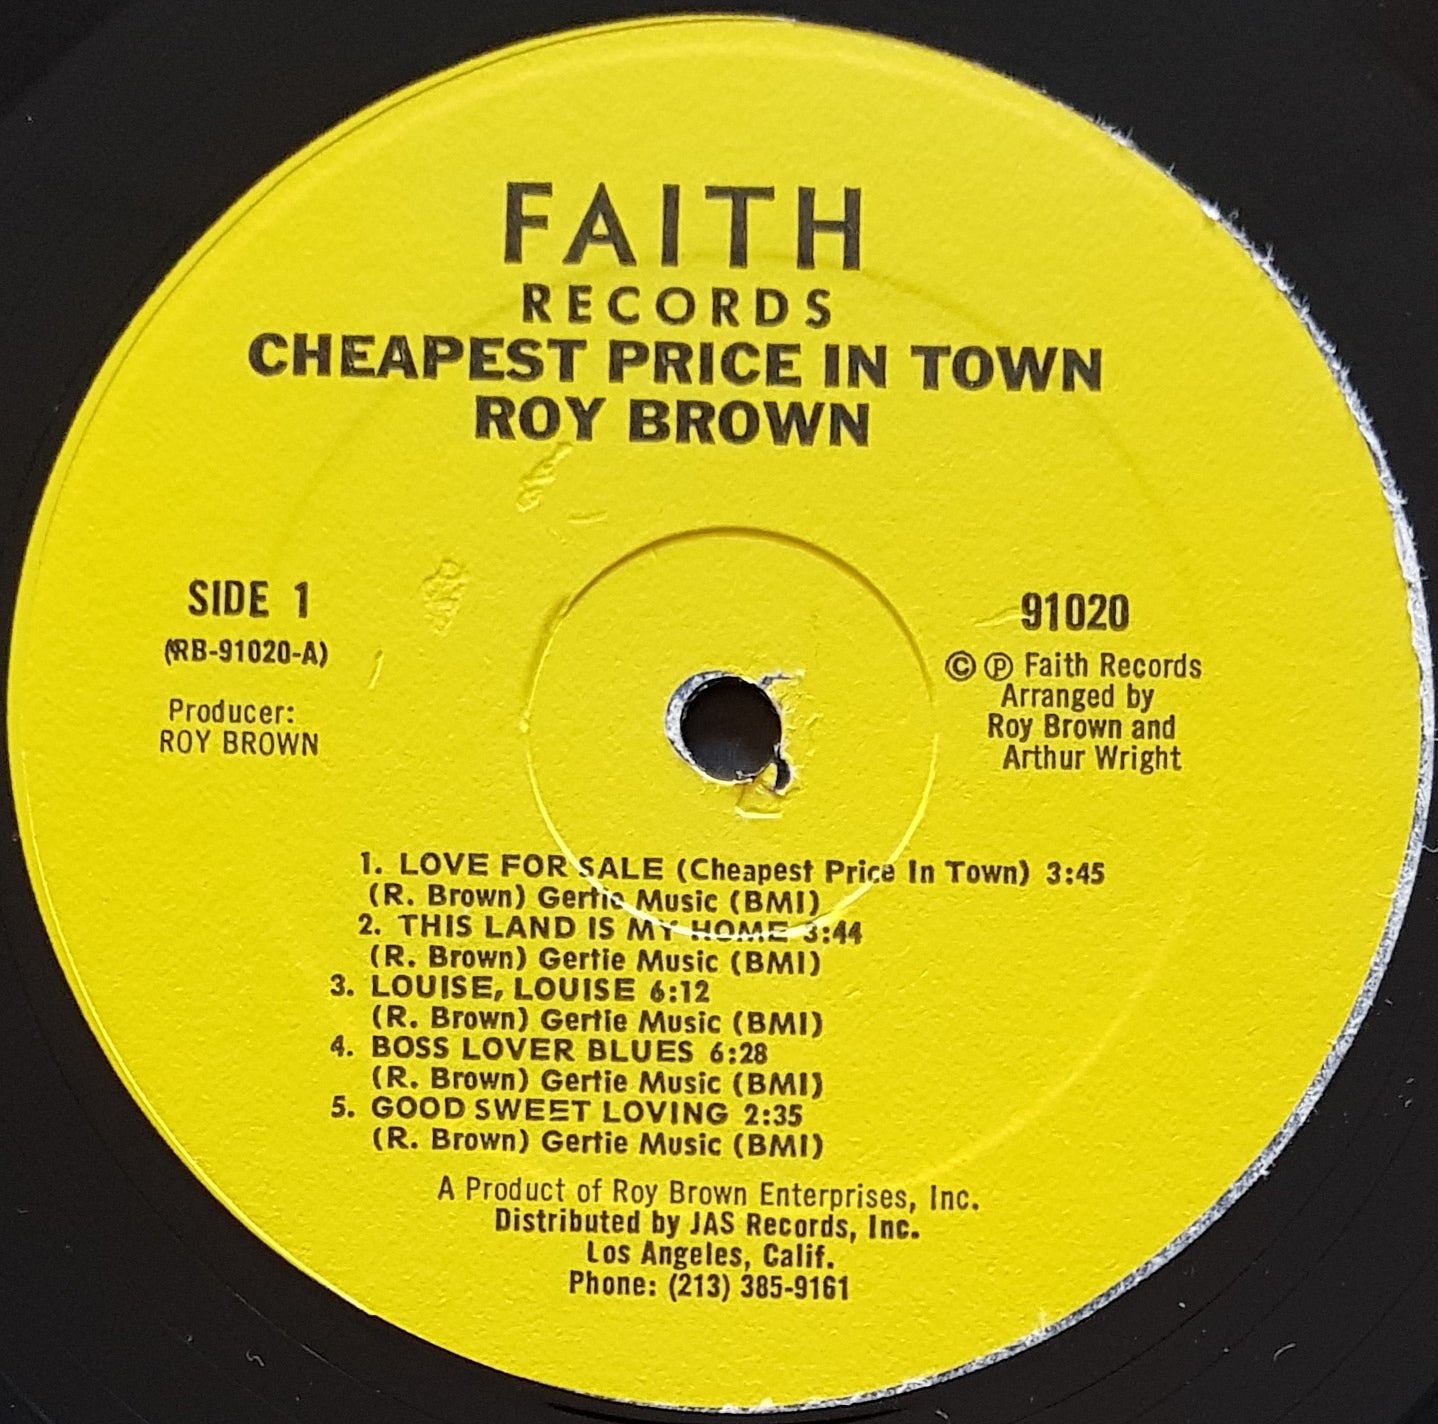 FAITH
RECORDS
CHEAPEST PRICE IN TOWN
ROY BROWN
SIDE 1
(RB-91020-A)
Producer:
ROY BROWN
91020
© ℗ Faith Records
Arranged by
Roy Brown and
Arthur Wright
1. LOVE FOR SALE (Cheapest Price In Town) 3:45
(R. Brown) Gertie Music (BMI)
2. THIS LAND IS MY HOME 3:44
(R. Brown) Gertie Music (BMI)
3. LOUISE, LOUISE 6:12
(R. Brown) Gertie Music (BMI)
4. BOSS LOVER BLUES 6:28
(R. Brown) Gertie Music (BMI)
5. GOOD SWEET LOVING 2:35
(R. Brown) Gertie Music (BMI)
A Product of Roy Brown Enterprises, Inc.
Distributed by JAS Records, Inc.
Los Angeles, Calif.
Phone: (213) 385-9161